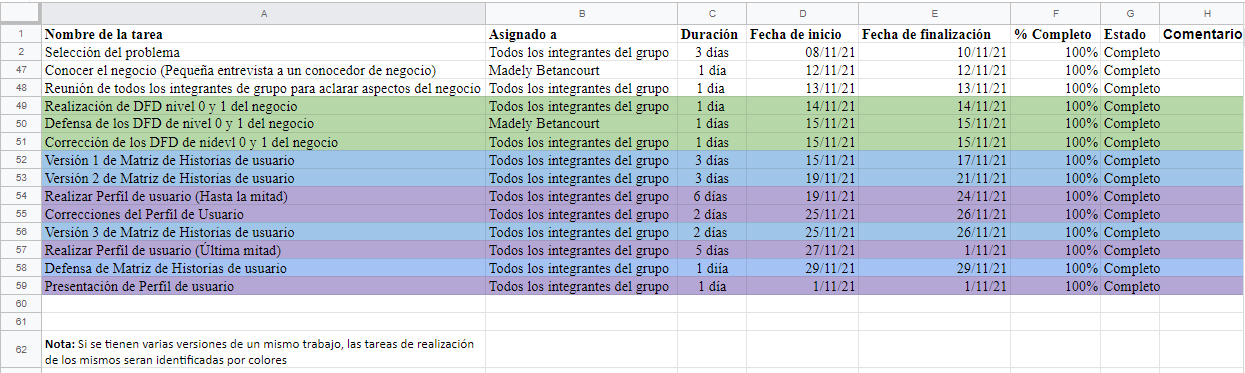 A B C D E F G H
1 Nombre de la tarea Asignado a Duración Fecha de inicio Fecha de finalización % Completo Estado Comentario
2 Selección del problema Todos los integrantes del grupo 3 días 08/11/21 10/11/21 100% Completo
47 Conocer el negocio (Pequeña entrevista a un conocedor de negocio) Madely Betancourt 1 día 12/11/21 12/11/21 100% Completo
48 Reunión de todos los integrantes de grupo para aclarar aspectos del negocio Todos los integrantes del grupo 1 día 13/11/21 13/11/21 100% Completo
49 Realización de DFD nivel 0 y 1 del negocio Todos los integrantes del grupo 1 día 14/11/21 14/11/21 100% Completo
50 Defensa de los DFD de nivel 0 y 1 del negocio Madely Betancourt 1 días 15/11/21 15/11/21 100% Completo
51 Corrección de los DFD de nidevl 0 y 1 del negocio Todos los integrantes del grupo 1 días 15/11/21 15/11/21 100% Completo
52 Versión 1 de Matriz de Historias de usuario Todos los integrantes del grupo 3 días 15/11/21 17/11/21 100% Completo
53 Versión 2 de Matriz de Historias de usuario Todos los integrantes del grupo 3 días 19/11/21 21/11/21 100% Completo
54 Realizar Perfil de usuario (Hasta la mitad) Todos los integrantes del grupo 6 días 19/11/21 24/11/21 100% Completo
55 Correcciones del Perfil de Usuario Todos los integrantes del grupo 2 días 25/11/21 26/11/21 100% Completo
56 Versión 3 de Matriz de Historias de usuario Todos los integrantes del grupo 2 días 25/11/21 26/11/21 100% Completo
57 Realizar Perfil de usuario (Última mitad) Todos los integrantes del grupo 5 días 27/11/21 1/11/21 100% Completo
58 Defensa de Matriz de Historias de usuario Todos los integrantes del grupo 1 diía 29/11/21 29/11/21 100% Completo
59 Presentación de Perfil de usuario Todos los integrantes del grupo 1 día 1/11/21 1/11/21 100% Completo
60
61
62 Nota: Si se tienen varias versiones de un mismo trabajo, las tareas de realización
de los mismos seran identificadas por colores